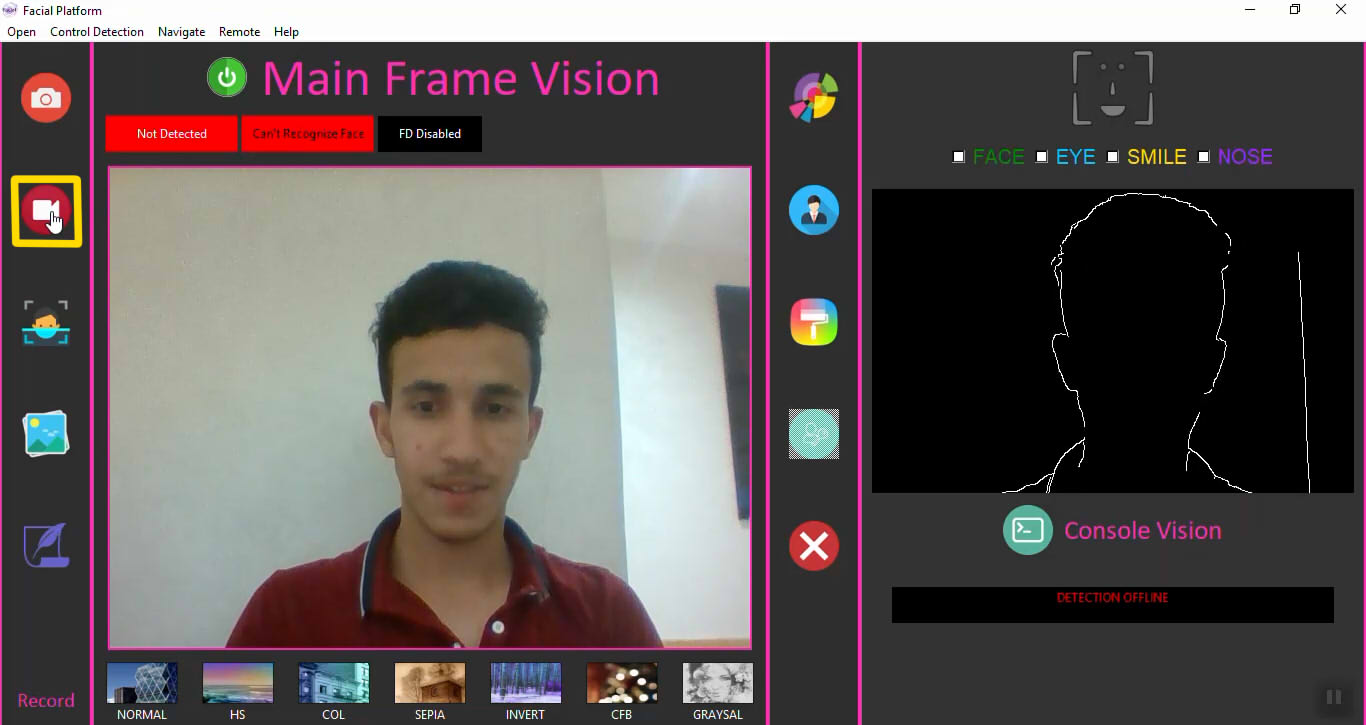 Facial Platform
Open Control Detection Navigate Remote Help
Main Frame Vision
Not Detected Can't Recognize Face FD Disabled
FACE EYE SMILE NOSE
Console Vision
DETECTION OFFLINE
Record
NORMAL HS COL SEPIA INVERT CFB GRAYSAL